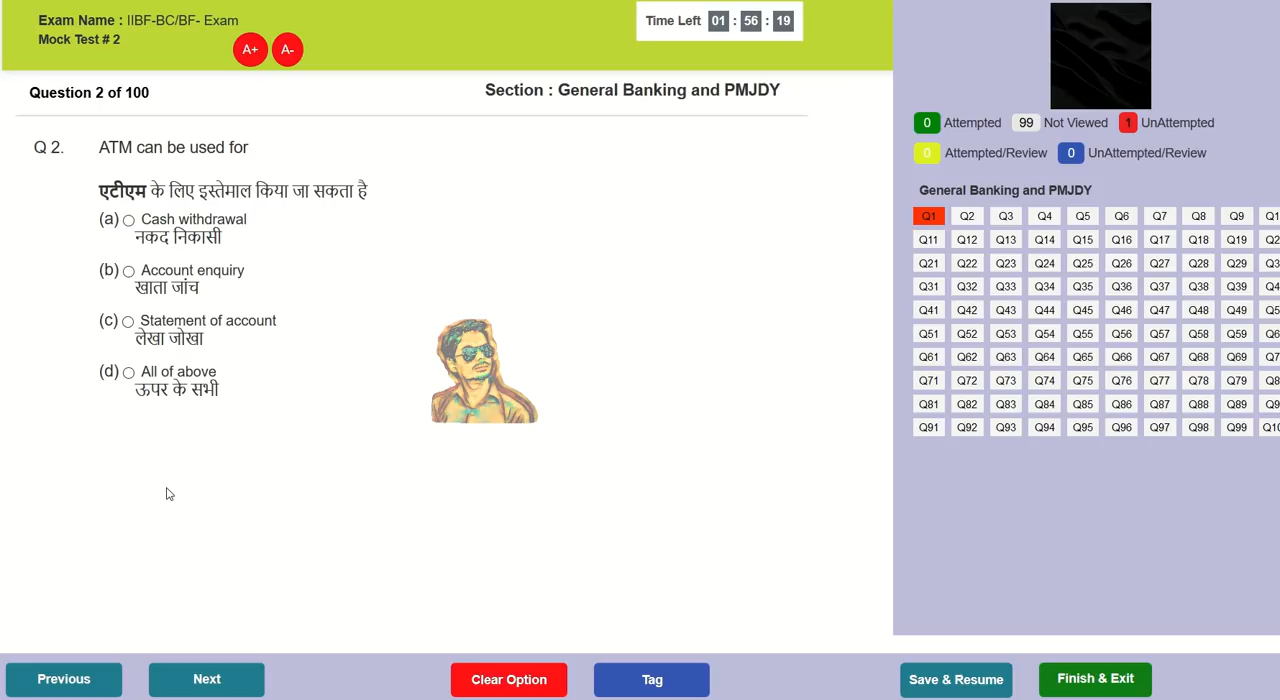 Exam Name : IIBF-BC/BF- Exam
Mock Test # 2
A+ A-
Time Left 01 : 56 : 19
Question 2 of 100
Section : General Banking and PMJDY
Q 2. ATM can be used for
एटीएम के लिए इस्तेमाल किया जा सकता है
(a) Cash withdrawal
नकद निकासी
(b) Account enquiry
खाता जांच
(c) Statement of account
लेखा जोखा
(d) All of above
ऊपर के सभी
0 Attempted 99 Not Viewed 1 UnAttempted
0 Attempted/Review 0 UnAttempted/Review
General Banking and PMJDY
Q1 Q2 Q3 Q4 Q5 Q6 Q7 Q8 Q9
Q11 Q12 Q13 Q14 Q15 Q16 Q17 Q18 Q19
Q21 Q22 Q23 Q24 Q25 Q26 Q27 Q28 Q29
Q31 Q32 Q33 Q34 Q35 Q36 Q37 Q38 Q39
Q41 Q42 Q43 Q44 Q45 Q46 Q47 Q48 Q49
Q51 Q52 Q53 Q54 Q55 Q56 Q57 Q58 Q59
Q61 Q62 Q63 Q64 Q65 Q66 Q67 Q68 Q69
Q71 Q72 Q73 Q74 Q75 Q76 Q77 Q78 Q79
Q81 Q82 Q83 Q84 Q85 Q86 Q87 Q88 Q89
Q91 Q92 Q93 Q94 Q95 Q96 Q97 Q98 Q99
Previous Next Clear Option Tag Save & Resume Finish & Exit